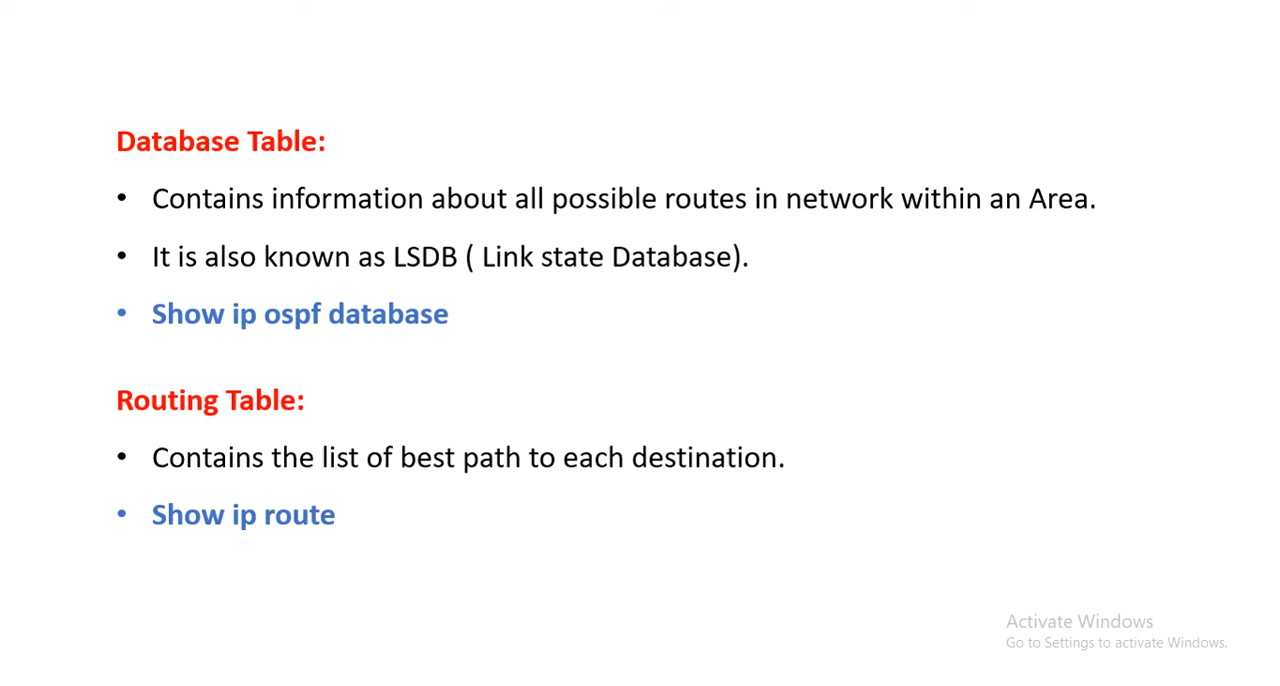 Database Table:
• Contains information about all possible routes in network within an Area.
• It is also known as LSDB ( Link state Database).
• Show ip ospf database
Routing Table:
• Contains the list of best path to each destination.
• Show ip route
Activate Windows
Go to Settings to activate Windows.